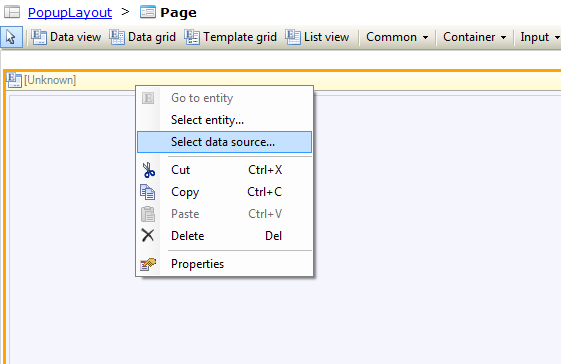 PopupLayout > Page
Data view Data grid Template grid List view Common Container Input
[Unknown]
Go to entity
Select entity...
Select data source...
Cut Ctrl+X
Copy Ctrl+C
Paste Ctrl+V
Delete Del
Properties